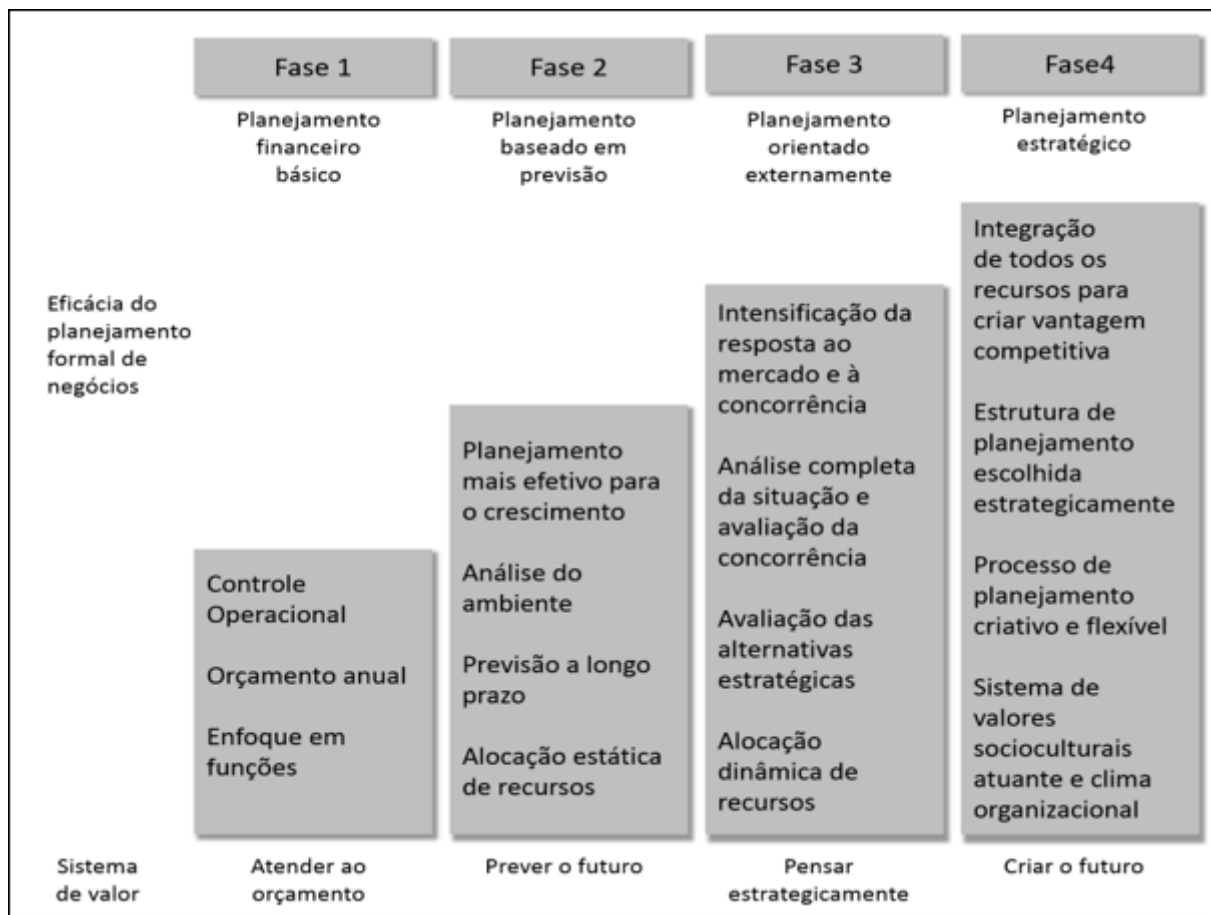 Fase 1
Fase 2
Fase 3
Fase4
Planejamento
financeiro
básico
Planejamento
baseado em
previsão
Planejamento
orientado
externamente
Planejamento
estratégico
Eficácia do
planejamento
formal de
negócios
Controle
Operacional
Orçamento anual
Enfoque em
funções
Planejamento
mais efetivo para
o crescimento
Análise do
ambiente
Previsão a longo
prazo
Alocação estática
de recursos
Intensificação da
resposta ao
mercado e à
concorrência
Análise completa
da situação e
avaliação da
concorrência
Avaliação das
alternativas
estratégicas
Alocação
dinâmica de
recursos
Integração
de todos os
recursos para
criar vantagem
competitiva
Estrutura de
planejamento
escolhida
estrategicamente
Processo de
planejamento
criativo e flexível
Sistema de
valores
socioculturais
atuante e clima
organizacional
Sistema
de valor
Atender ao
orçamento
Prever o futuro
Pensar
estrategicamente
Criar o futuro